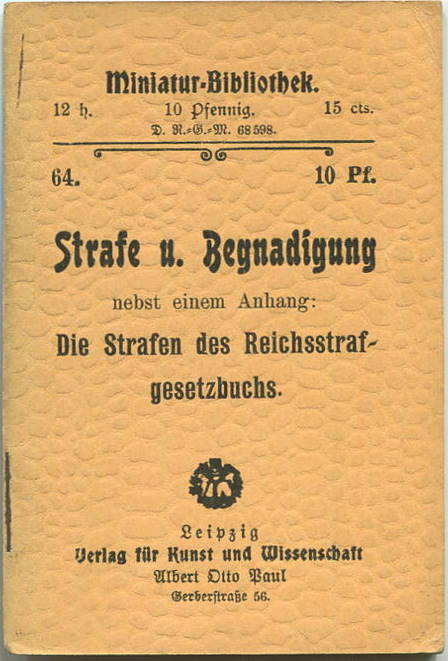 Miniatur-Bibliothek.
12 h. 10 Pfennig. 15 cts.
D. R.-G.-M. 68598.
64. 10 Pf.
Strafe u. Begnadigung
nebst einem Anhang:
Die Strafen des Reichsstraf-
gesetzbuchs.
Leipzig
Verlag für Kunst und Wissenschaft
Albert Otto Paul
Gerberstraße 56.